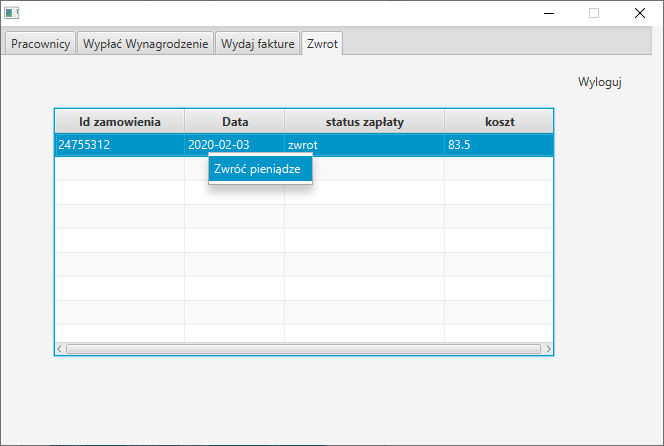 Pracownicy Wypłać Wynagrodzenie Wydaj fakture Zwrot
Wyloguj
Id zamowienia Data status zapłaty koszt
24755312 2020-02-03 zwrot 83.5
Zwróć pieniądze